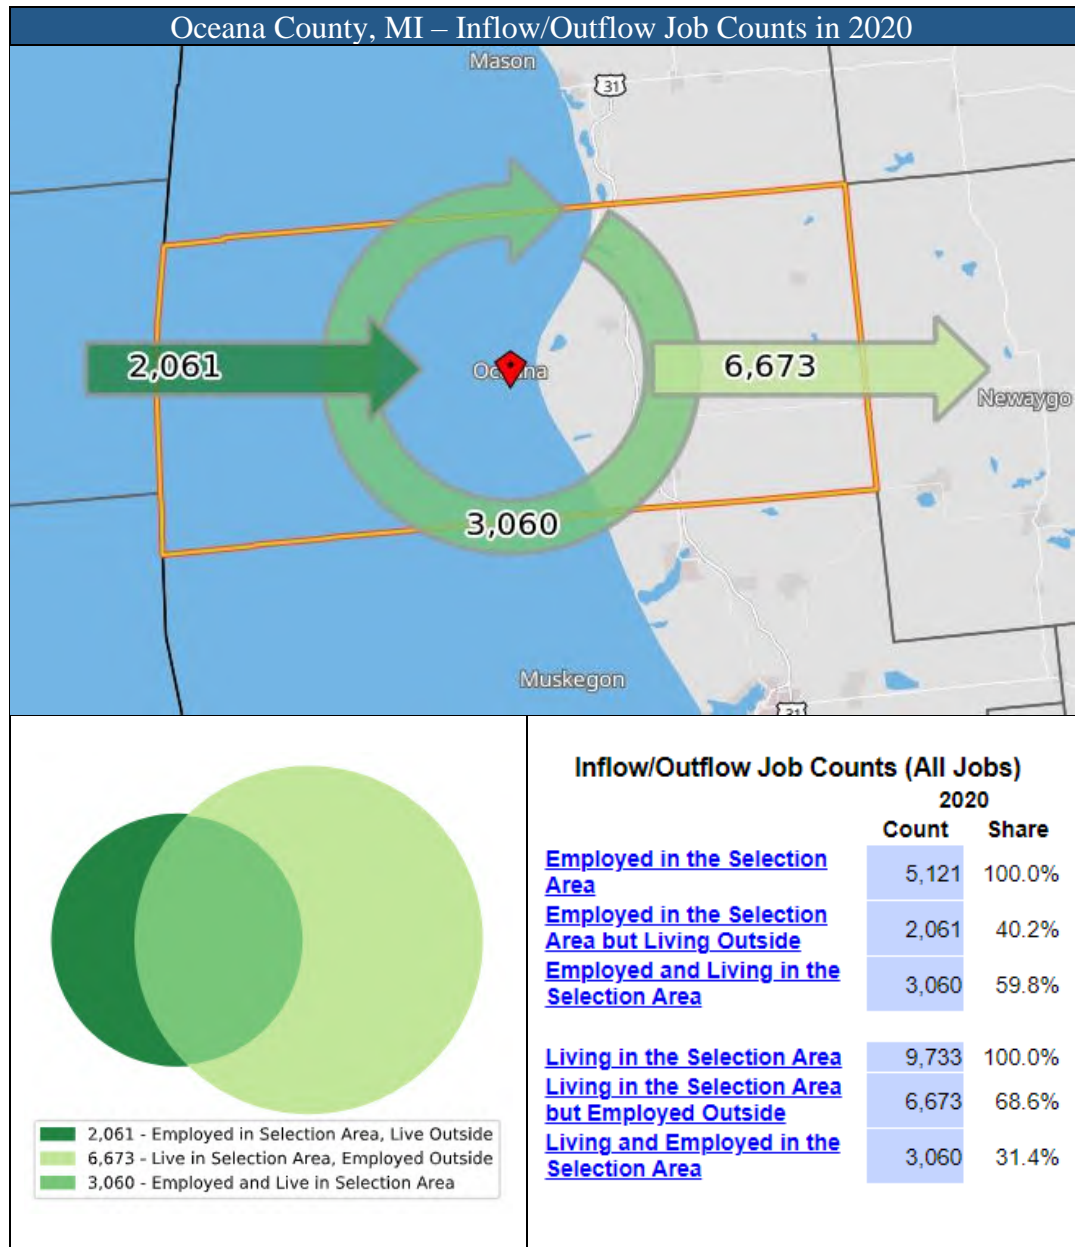 Oceana County, MI – Inflow/Outflow Job Counts in 2020
Mason
31
2,061
Oceana
6,673
Newaygo
3,060
Muskegon
31
2,061 - Employed in Selection Area, Live Outside
6,673 - Live in Selection Area, Employed Outside
3,060 - Employed and Live in Selection Area
Inflow/Outflow Job Counts (All Jobs)
2020
Count Share
Employed in the Selection
Area 5,121 100.0%
Employed in the Selection
Area but Living Outside 2,061 40.2%
Employed and Living in the
Selection Area 3,060 59.8%
Living in the Selection Area 9,733 100.0%
Living in the Selection Area
but Employed Outside 6,673 68.6%
Living and Employed in the
Selection Area 3,060 31.4%